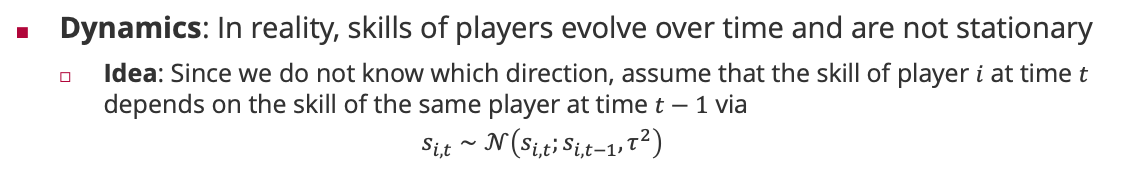 Dynamics: In reality, skills of players evolve over time and are not stationary
Idea: Since we do not know which direction, assume that the skill of player i at time t
depends on the skill of the same player at time t − 1 via
s_{i,t} ~ 𝒩(s_{i,t}; s_{i,t−1}, τ²)